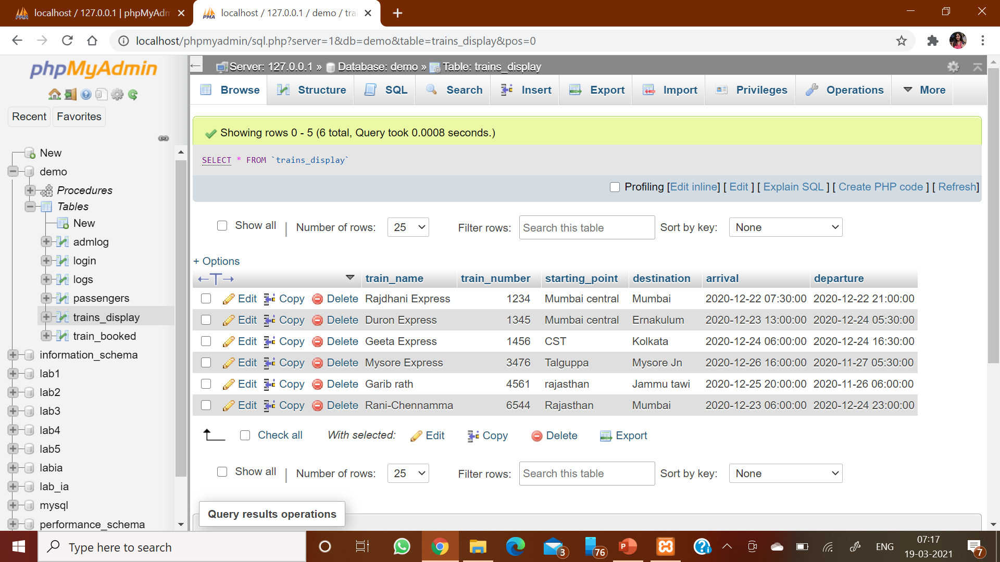 localhost / 127.0.0.1 | phpMyAdm
localhost / 127.0.0.1 / demo / trai
localhost/phpmyadmin/sql.php?server=1&db=demo&table=trains_display&pos=0
phpMyAdmin
Recent Favorites
New
demo
Procedures
Tables
New
admlog
login
logs
passengers
trains_display
train_booked
information_schema
lab1
lab2
lab3
lab4
lab5
labia
lab_ia
mysql
performance_schema
Server: 127.0.0.1 » Database: demo » Table: trains_display
Browse Structure SQL Search Insert Export Import Privileges Operations More
Showing rows 0 - 5 (6 total, Query took 0.0008 seconds.)
SELECT * FROM `trains_display`
Profiling [Edit inline] [ Edit ] [ Explain SQL ] [ Create PHP code ] [ Refresh]
Show all | Number of rows: 25 Filter rows: Search this table Sort by key: None
+ Options
←T→ train_name train_number starting_point destination arrival departure
Edit Copy Delete Rajdhani Express 1234 Mumbai central Mumbai 2020-12-22 07:30:00 2020-12-22 21:00:00
Edit Copy Delete Duron Express 1345 Mumbai central Ernakulum 2020-12-23 13:00:00 2020-12-24 05:30:00
Edit Copy Delete Geeta Express 1456 CST Kolkata 2020-12-24 06:00:00 2020-12-24 16:30:00
Edit Copy Delete Mysore Express 3476 Talguppa Mysore Jn 2020-12-26 16:00:00 2020-11-27 05:30:00
Edit Copy Delete Garib rath 4561 rajasthan Jammu tawi 2020-12-25 20:00:00 2020-11-26 06:00:00
Edit Copy Delete Rani-Chennamma 6544 Rajasthan Mumbai 2020-12-23 06:00:00 2020-12-24 23:00:00
Check all With selected: Edit Copy Delete Export
Show all | Number of rows: 25 Filter rows: Search this table Sort by key: None
Query results operations
Type here to search
3
76
ENG
07:17
19-03-2021
7